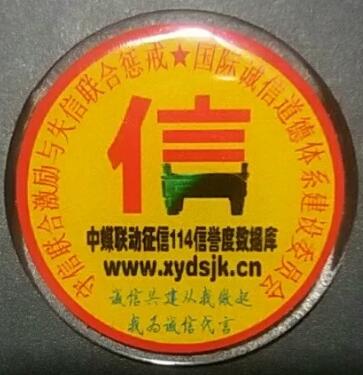 守信联合激励与失信联合惩戒★国际诚信道德体系建设委员会
信
中媒联动征信114信誉度数据库
www.xydsjk.cn
诚信共建从我做起
我为诚信代言